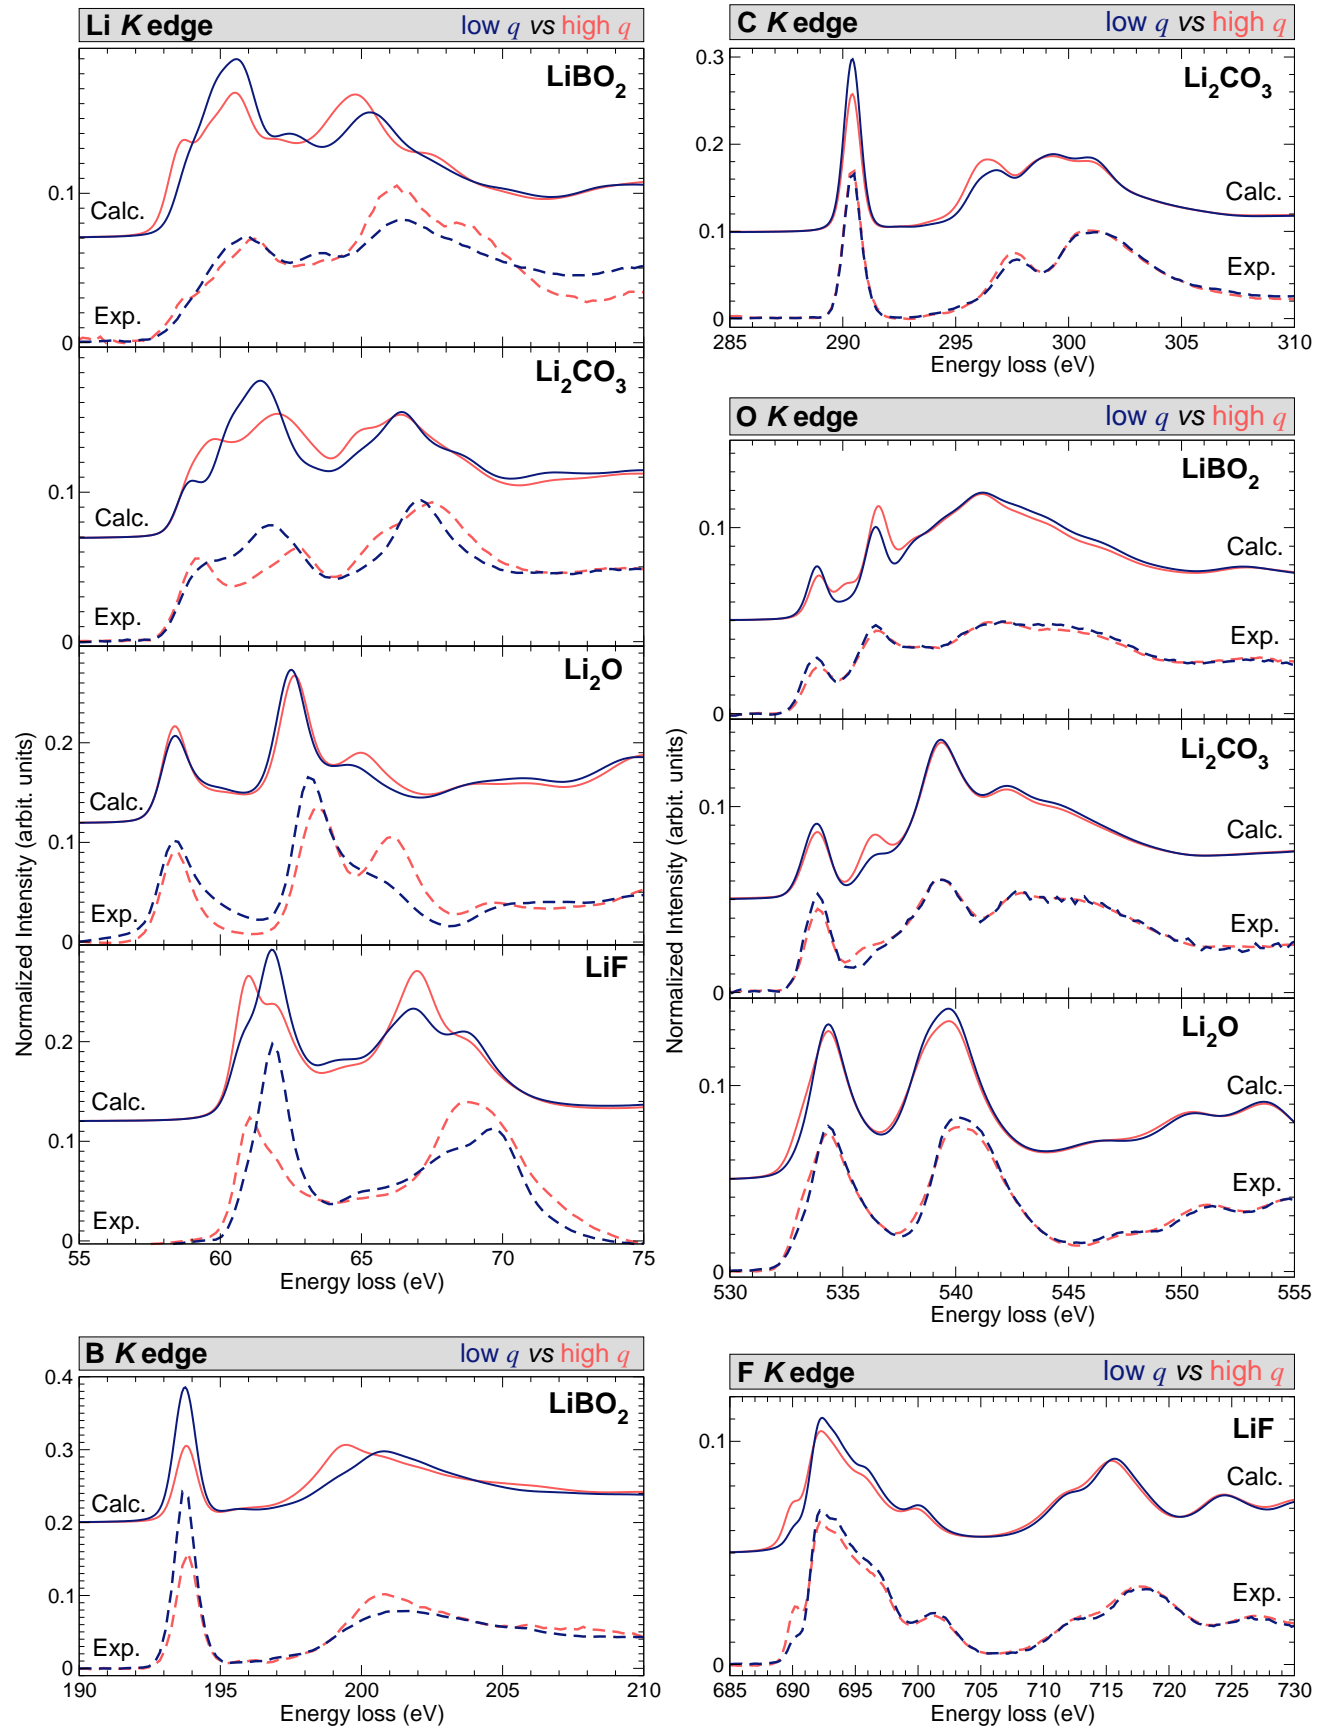 Li K edge low q vs high q
LiBO2
0.1
Calc.
Exp.
0
Li2CO3
0.1
Calc.
Exp.
0
Li2O
0.2
Calc.
0.1
Exp.
0
LiF
0.2
Calc.
0.1
Exp.
0
55 60 65 70 75
Energy loss (eV)
Normalized Intensity (arbit. units)
B K edge low q vs high q
LiBO2
0.4
0.3
Calc.
0.2
0.1
Exp.
0
190 195 200 205 210
Energy loss (eV)
C K edge low q vs high q
Li2CO3
0.3
0.2
Calc.
0.1
Exp.
0
285 290 295 300 305 310
Energy loss (eV)
O K edge low q vs high q
LiBO2
0.1
Calc.
Exp.
0
Li2CO3
0.1
Calc.
Exp.
0
Li2O
0.1
Calc.
Exp.
0
530 535 540 545 550 555
Energy loss (eV)
Normalized Intensity (arbit. units)
F K edge low q vs high q
LiF
0.1
Calc.
Exp.
0
685 690 695 700 705 710 715 720 725 730
Energy loss (eV)